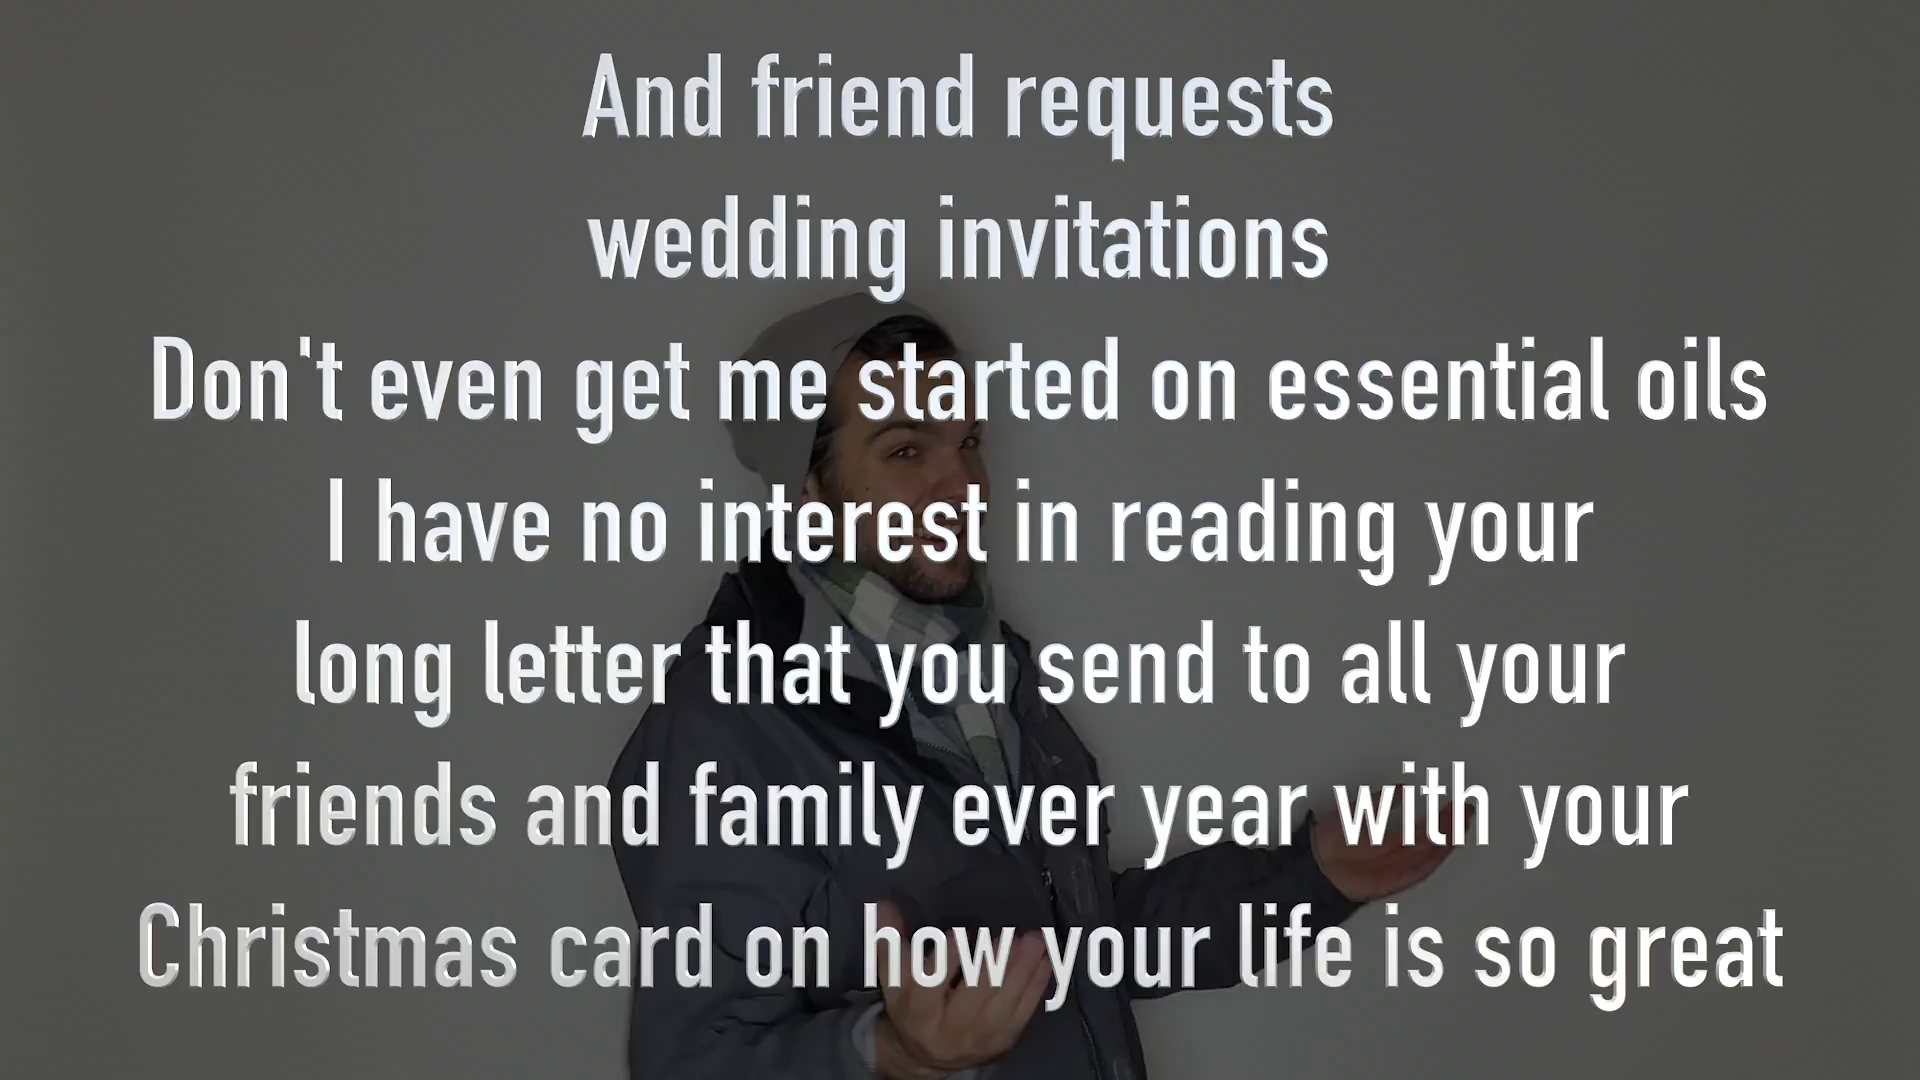 And friend requests
wedding invitations
Don't even get me started on essential oils
I have no interest in reading your
long letter that you send to all your
friends and family ever year with your
Christmas card on how your life is so great